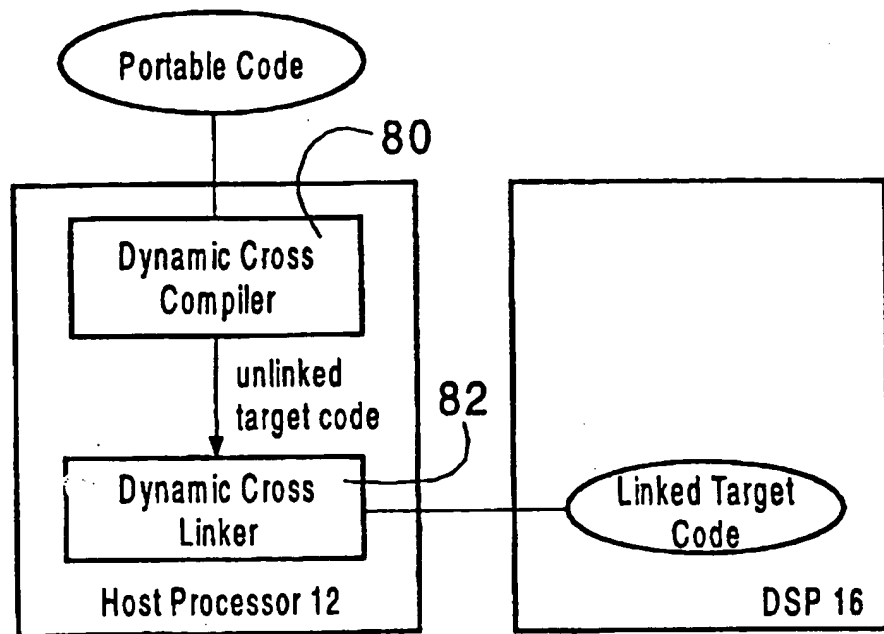 Portable Code
80
Dynamic Cross
Compiler
unlinked
target code
82
Dynamic Cross
Linker
Linked Target
Code
Host Processor 12
DSP 16